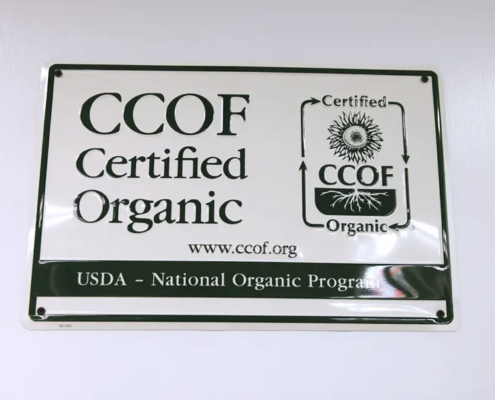 CCOF
Certified
Organic
www.ccof.org
Certified
CCOF
Organic
USDA - National Organic Program